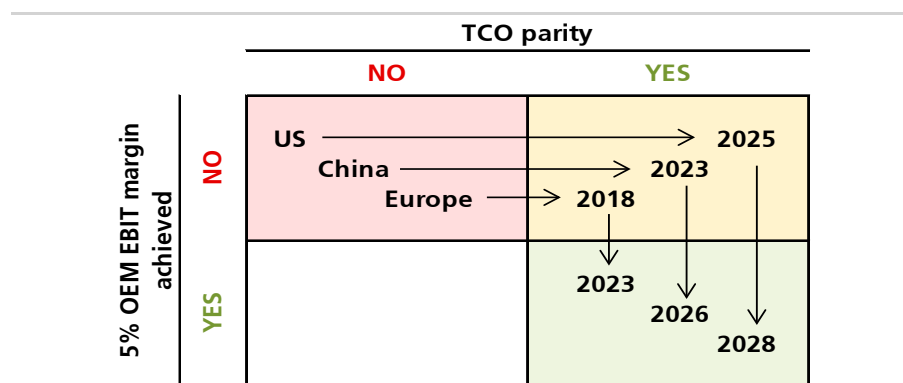 TCO parity
NO YES
5% OEM EBIT margin
achieved
NO
YES
US 2025
China 2023
Europe 2018
2023
2026
2028